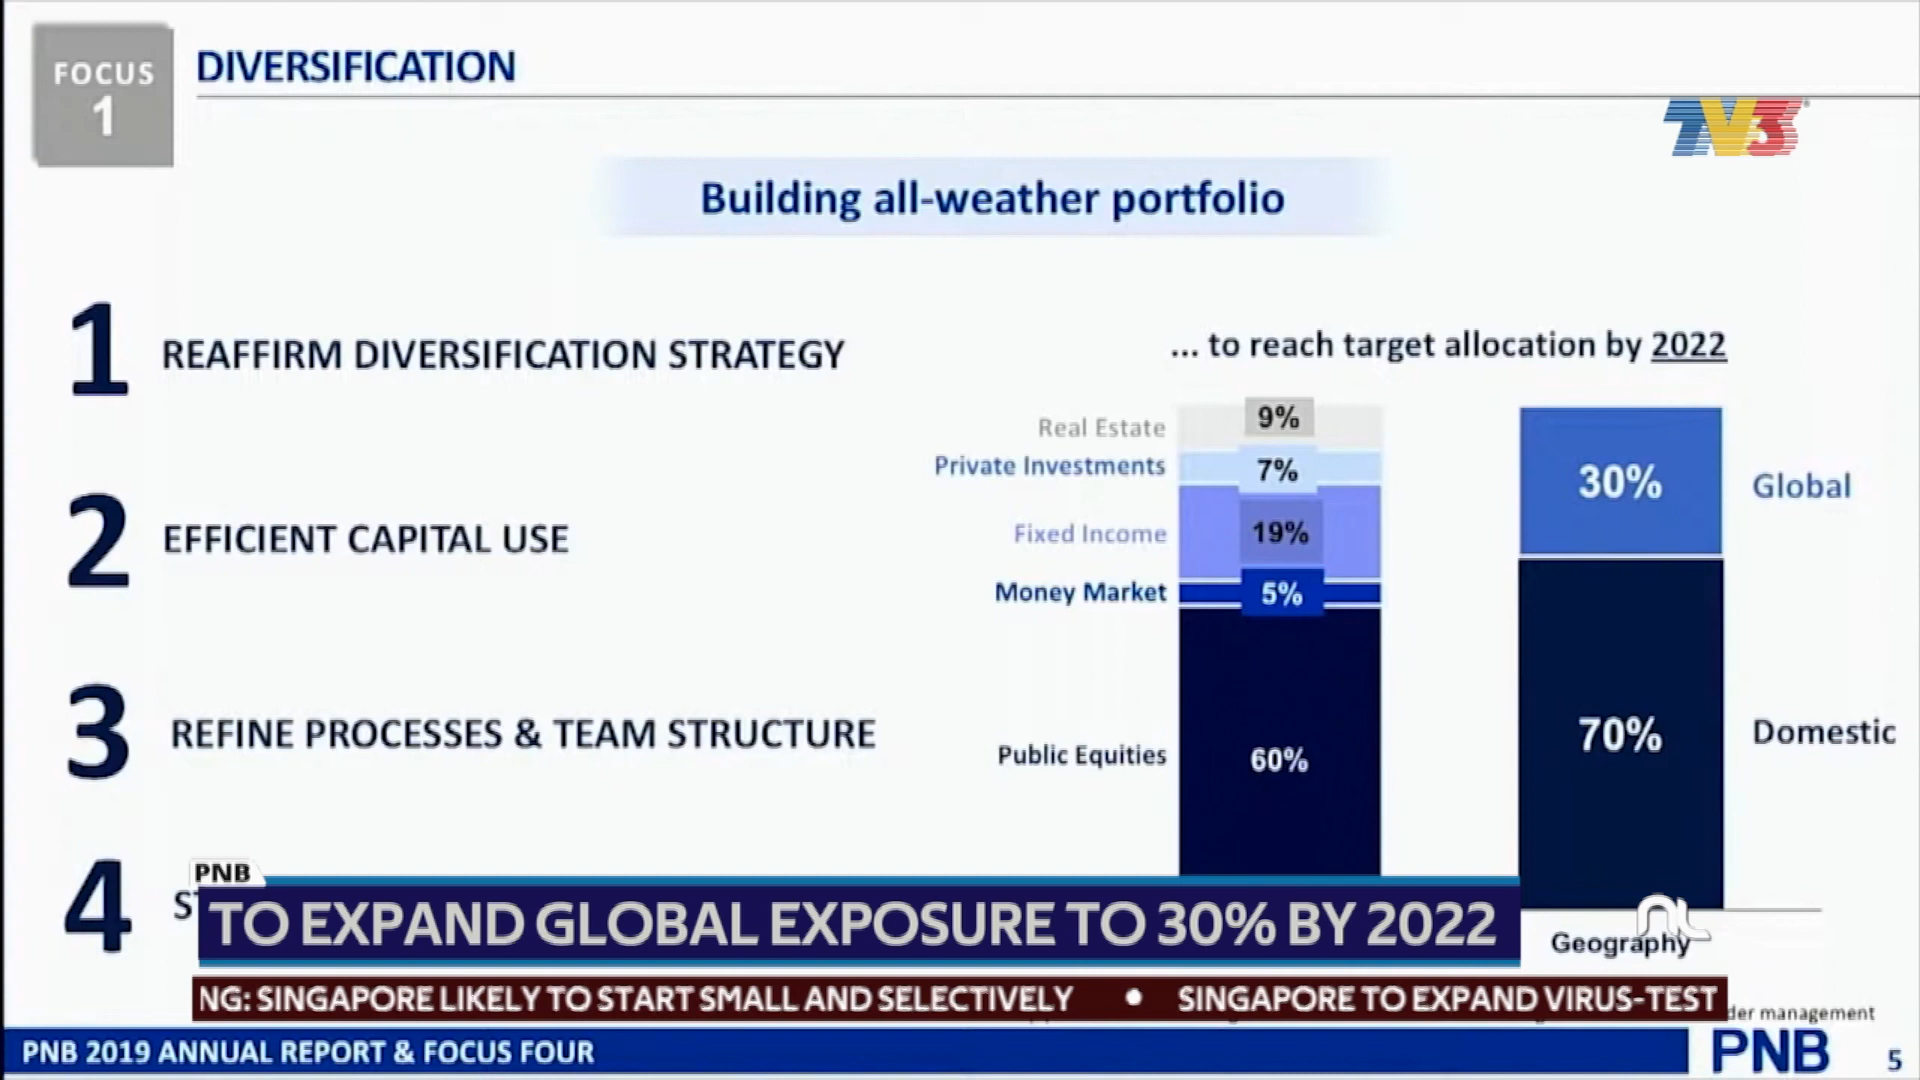 FOCUS
1
DIVERSIFICATION
TV3
Building all-weather portfolio
1 REAFFIRM DIVERSIFICATION STRATEGY
2 EFFICIENT CAPITAL USE
3 REFINE PROCESSES & TEAM STRUCTURE
4
... to reach target allocation by 2022
Real Estate 9%
Private Investments 7%
Fixed Income 19%
Money Market 5%
Public Equities 60%
30% Global
70% Domestic
Geography
PNB
TO EXPAND GLOBAL EXPOSURE TO 30% BY 2022
NG: SINGAPORE LIKELY TO START SMALL AND SELECTIVELY • SINGAPORE TO EXPAND VIRUS-TEST
management
PNB 2019 ANNUAL REPORT & FOCUS FOUR
PNB 5